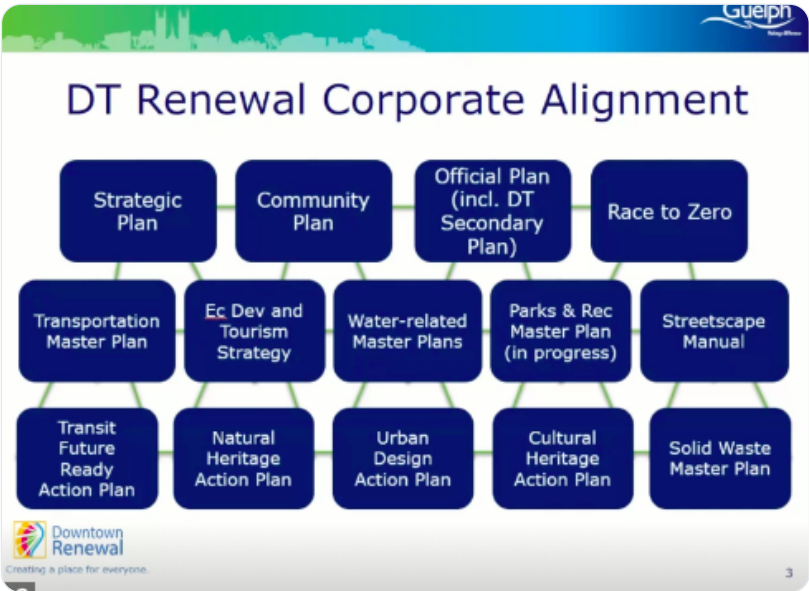 Guelph
Making a Difference
DT Renewal Corporate Alignment
Strategic
Plan
Community
Plan
Official Plan
(incl. DT
Secondary
Plan)
Race to Zero
Transportation
Master Plan
Ec Dev and
Tourism
Strategy
Water-related
Master Plans
Parks & Rec
Master Plan
(in progress)
Streetscape
Manual
Transit
Future
Ready
Action Plan
Natural
Heritage
Action Plan
Urban
Design
Action Plan
Cultural
Heritage
Action Plan
Solid Waste
Master Plan
Downtown
Renewal
Creating a place for everyone.
3